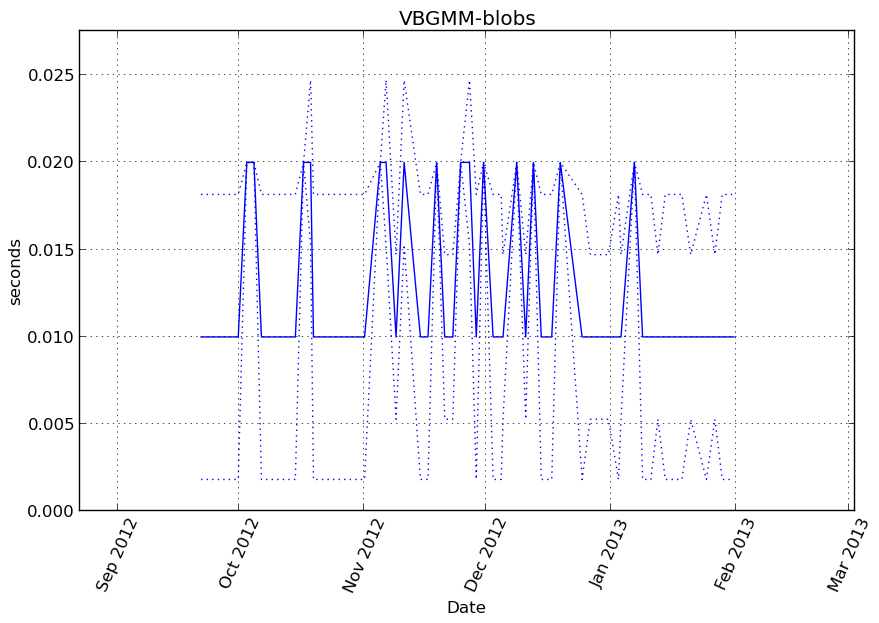 VBGMM-blobs
0.025
0.020
0.015
0.010
0.005
0.000
seconds
Sep 2012
Oct 2012
Nov 2012
Dec 2012
Jan 2013
Feb 2013
Mar 2013
Date